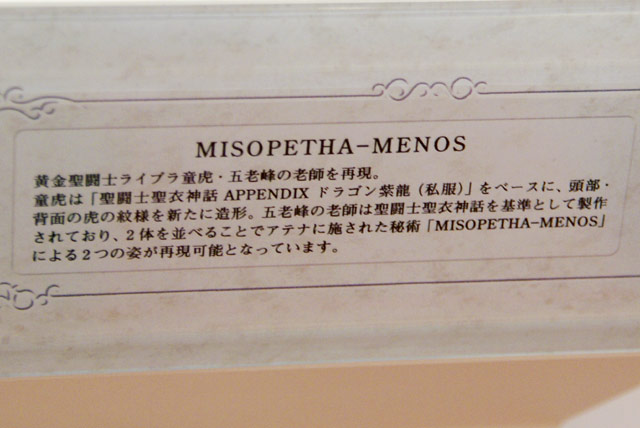 MISOPETHA-MENOS
黄金聖闘士ライブラ童虎・五老峰の老師を再現。
童虎は「聖闘士聖衣神話 APPENDIX ドラゴン紫龍（私服）」をベースに、頭部・
背面の虎の紋様を新たに造形。五老峰の老師は聖闘士聖衣神話を基準として製作
されており、2体を並べることでアテナに施された秘術「MISOPETHA-MENOS」
による2つの姿が再現可能となっています。